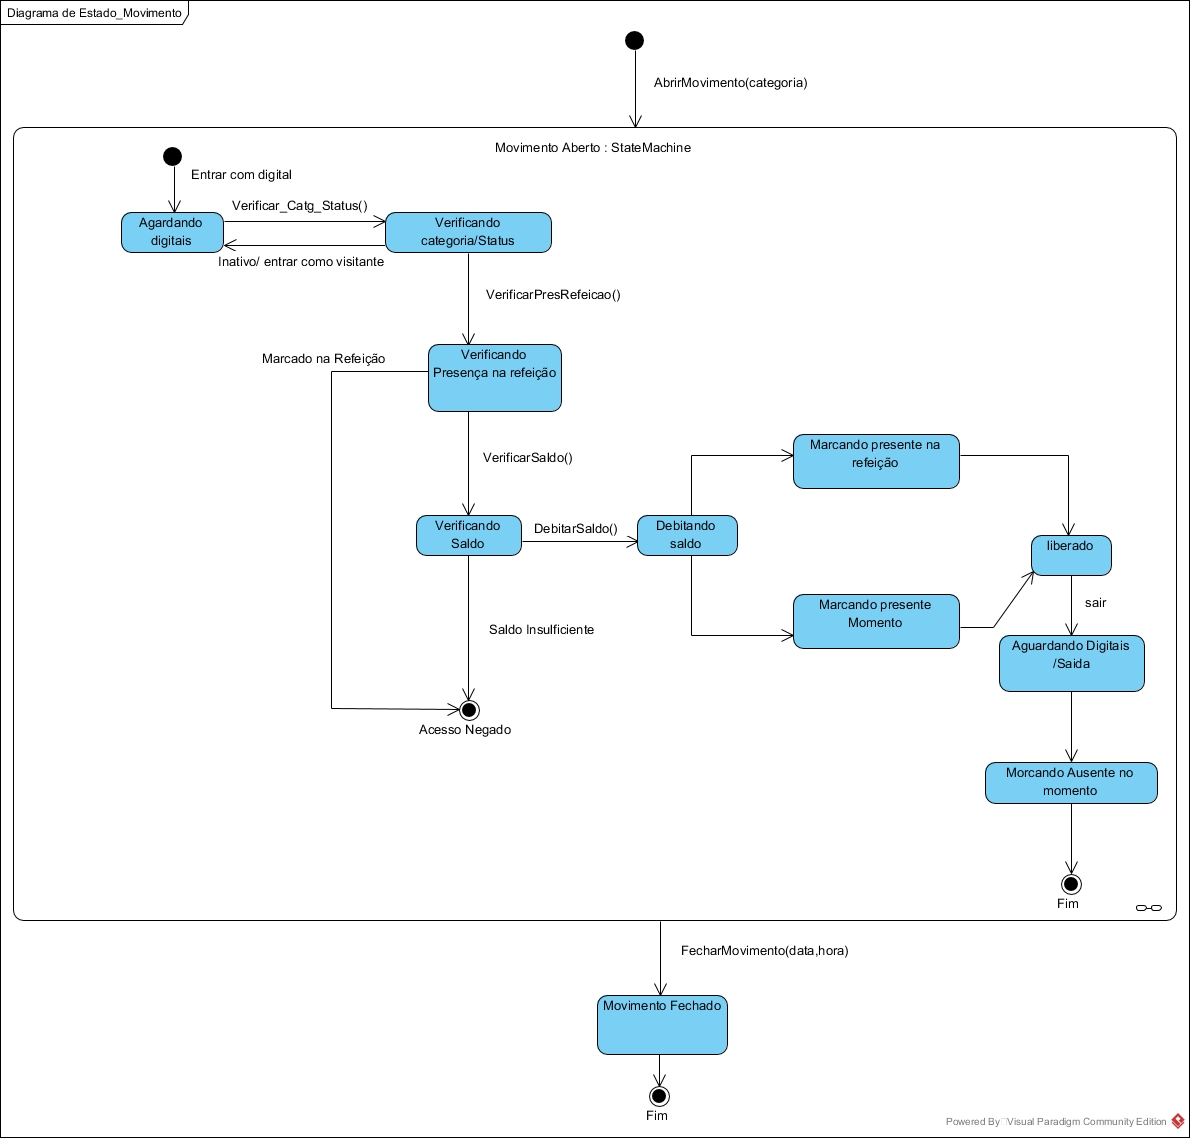 Diagrama de Estado_Movimento
AbrirMovimento(categoria)
Movimento Aberto : StateMachine
Entrar com digital
Agardando
digitais
Verificar_Catg_Status()
Verificando
categoria/Status
Inativo/ entrar como visitante
VerificarPresRefeicao()
Marcado na Refeição
Verificando
Presença na refeição
VerificarSaldo()
Marcando presente na
refeição
Verificando
Saldo
DebitarSaldo()
Debitando
saldo
liberado
Marcando presente
Momento
sair
Saldo Insulficiente
Aguardando Digitais
/Saida
Acesso Negado
Morcando Ausente no
momento
Fim
FecharMovimento(data,hora)
Movimento Fechado
Fim
Powered By Visual Paradigm Community Edition